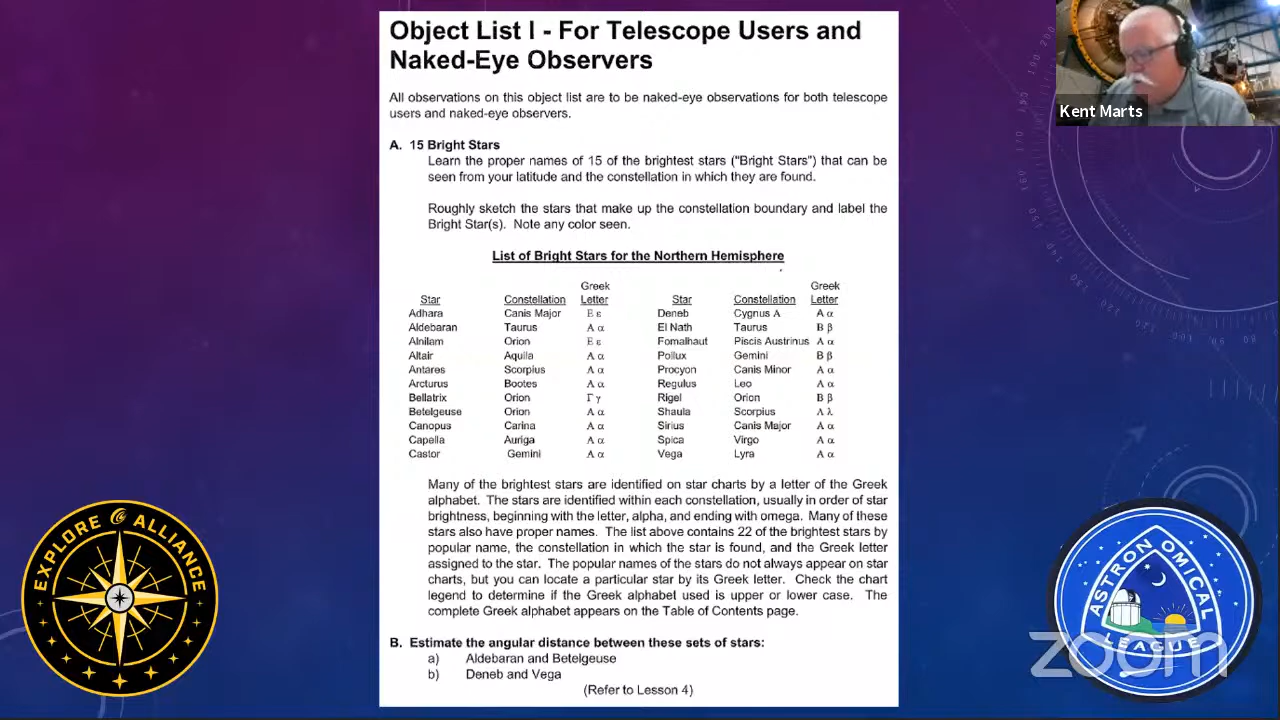 Object List I - For Telescope Users and
Naked-Eye Observers
All observations on this object list are to be naked-eye observations for both telescope
users and naked-eye observers.
A. 15 Bright Stars
Learn the proper names of 15 of the brightest stars ("Bright Stars") that can be
seen from your latitude and the constellation in which they are found.
Roughly sketch the stars that make up the constellation boundary and label the
Bright Star(s). Note any color seen.
List of Bright Stars for the Northern Hemisphere
Greek Greek
Star Constellation Letter Star Constellation Letter
Adhara Canis Major Ε ε Deneb Cygnus A Α α
Aldebaran Taurus Α α El Nath Taurus Β β
Alnilam Orion Ε ε Fomalhaut Piscis Austrinus Α α
Altair Aquila Α α Pollux Gemini Β β
Antares Scorpius Α α Procyon Canis Minor Α α
Arcturus Bootes Α α Regulus Leo Α α
Bellatrix Orion Γ γ Rigel Orion Β β
Betelgeuse Orion Α α Shaula Scorpius Λ λ
Canopus Carina Α α Sirius Canis Major Α α
Capella Auriga Α α Spica Virgo Α α
Castor Gemini Α α Vega Lyra Α α
Many of the brightest stars are identified on star charts by a letter of the Greek
alphabet. The stars are identified within each constellation, usually in order of star
brightness, beginning with the letter, alpha, and ending with omega. Many of these
stars also have proper names. The list above contains 22 of the brightest stars by
popular name, the constellation in which the star is found, and the Greek letter
assigned to the star. The popular names of the stars do not always appear on star
charts, but you can locate a particular star by its Greek letter. Check the chart
legend to determine if the Greek alphabet used is upper or lower case. The
complete Greek alphabet appears on the Table of Contents page.
B. Estimate the angular distance between these sets of stars:
a) Aldebaran and Betelgeuse
b) Deneb and Vega
(Refer to Lesson 4)
Kent Marts
EXPLORE ALLIANCE
ASTRONOMICAL
LEAGUE
zoom